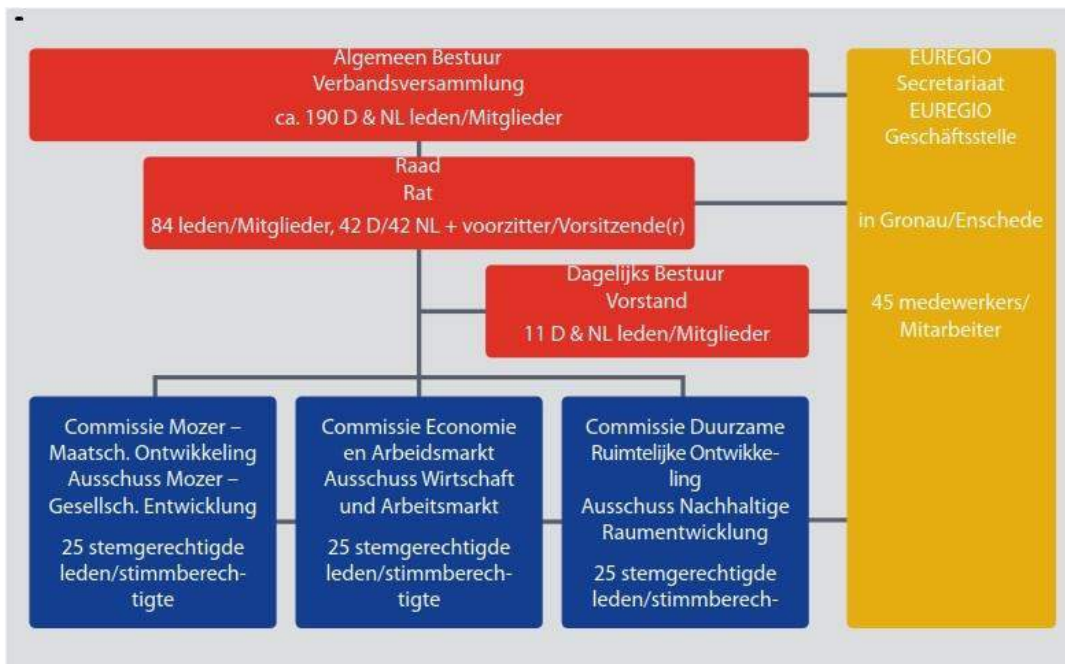 Algemeen Bestuur
Verbandsversammlung
ca. 190 D & NL leden/Mitglieder
Raad
Rat
84 leden/Mitglieder, 42 D/42 NL + voorzitter/Vorsitzende(r)
Dagelijks Bestuur
Vorstand
11 D & NL leden/Mitglieder
Commissie Mozer –
Maatsch. Ontwikkeling
Ausschuss Mozer –
Gesellsch. Entwicklung
25 stemgerechtigde
leden/stimmberech-
tigte
Commissie Economie
en Arbeidsmarkt
Ausschuss Wirtschaft
und Arbeitsmarkt
25 stemgerechtigde
leden/stimmberech-
tigte
Commissie Duurzame
Ruimtelijke Ontwikke-
ling
Ausschuss Nachhaltige
Raumentwicklung
25 stemgerechtigde
leden/stimmberech-
EUREGIO
Secretariaat
EUREGIO
Geschäftsstelle
in Gronau/Enschede
45 medewerkers/
Mitarbeiter